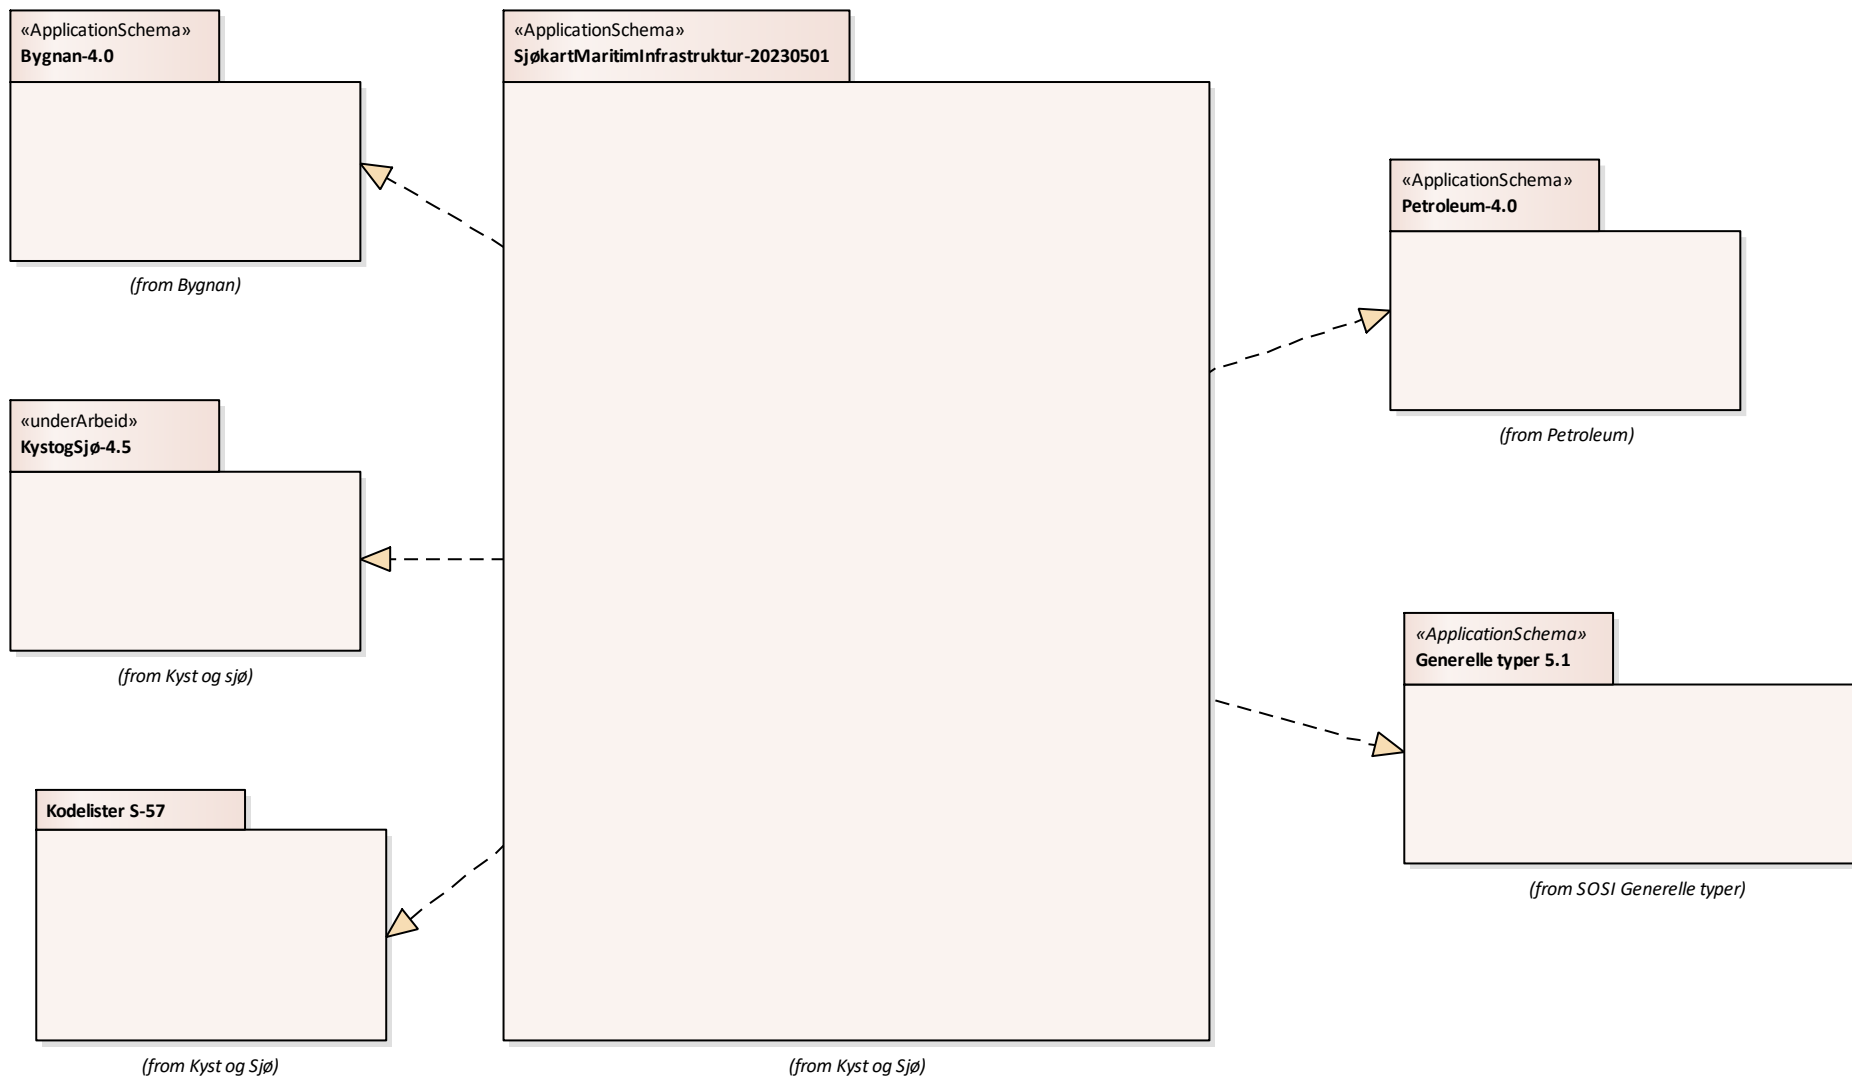 «ApplicationSchema»
Bygnan-4.0
(from Bygnan)
«ApplicationSchema»
SjøkartMaritimInfrastruktur-20230501
«ApplicationSchema»
Petroleum-4.0
(from Petroleum)
«underArbeid»
KystogSjø-4.5
(from Kyst og sjø)
«ApplicationSchema»
Generelle typer 5.1
(from SOSI Generelle typer)
Kodelister S-57
(from Kyst og Sjø)
(from Kyst og Sjø)